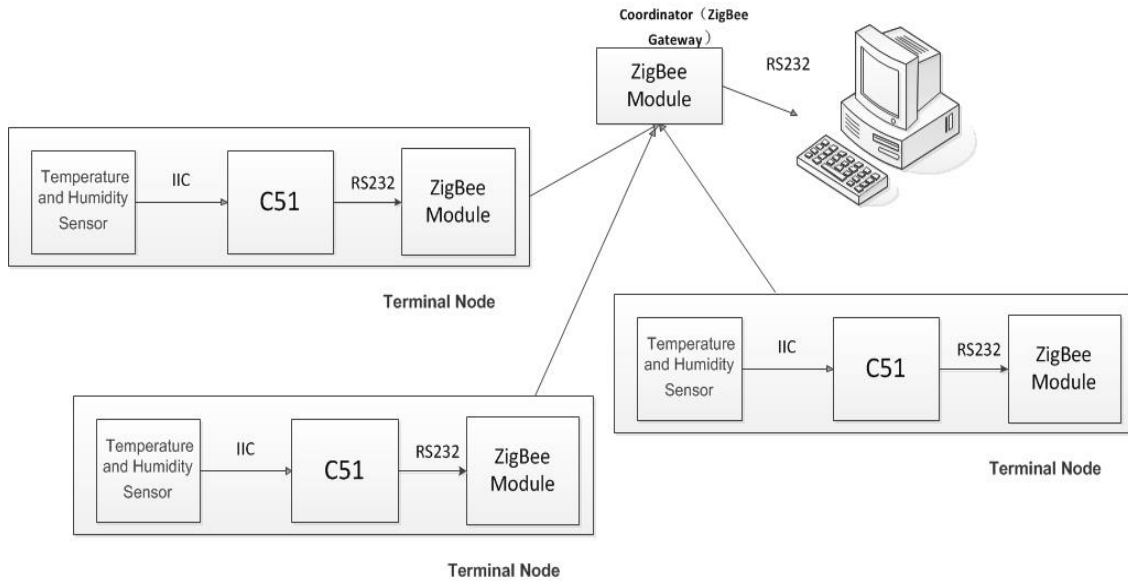 Coordinator（ZigBee
Gateway）
ZigBee
Module
RS232
Temperature
and Humidity
Sensor
IIC
C51
RS232
ZigBee
Module
Terminal Node
Temperature
and Humidity
Sensor
IIC
C51
RS232
ZigBee
Module
Terminal Node
Temperature
and Humidity
Sensor
IIC
C51
RS232
ZigBee
Module
Terminal Node